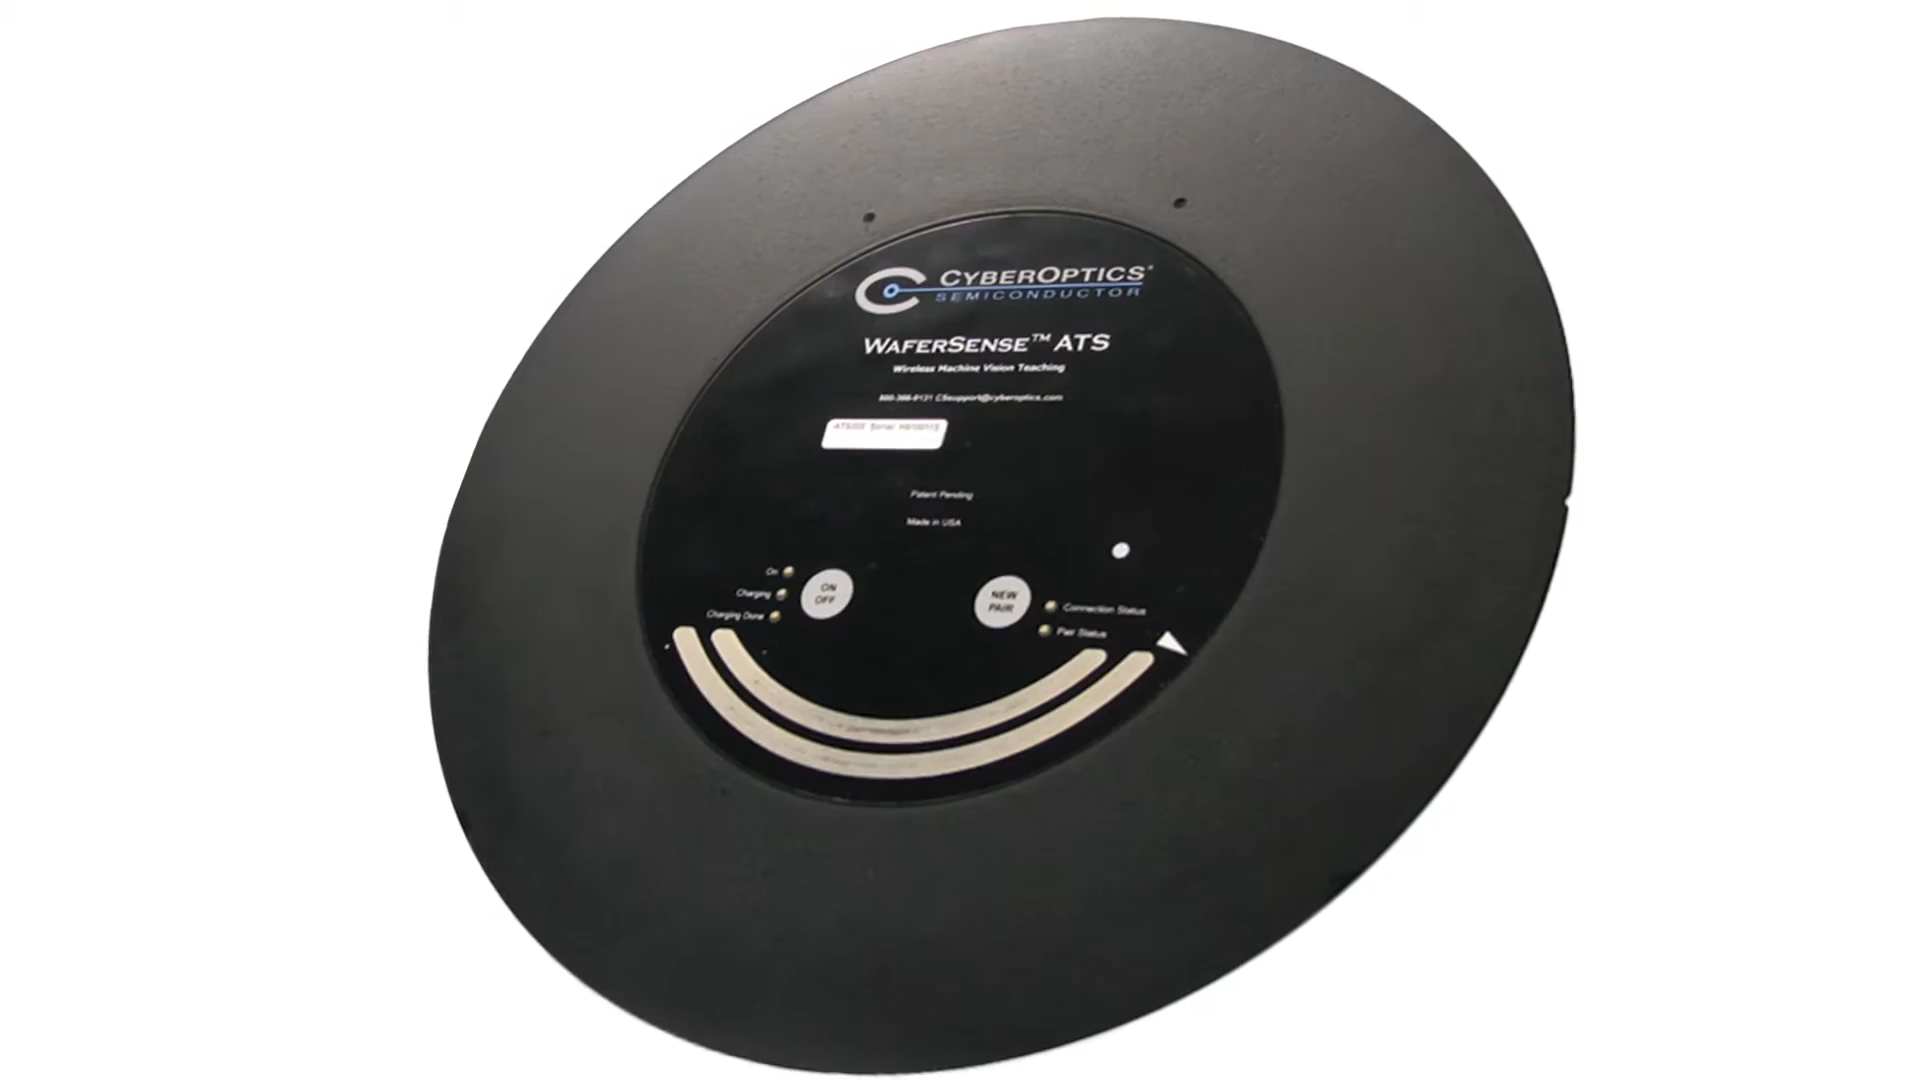 CYBEROPTICS®
SEMICONDUCTOR
WAFERSENSE™ ATS
Wireless Machine Vision Teaching
CSsupport@cyberoptics.com
Serial:
Patent Pending
Made in USA
On
Charging
Charging Done
ON
OFF
NEW
PAIR
Connection Status
Pair Status